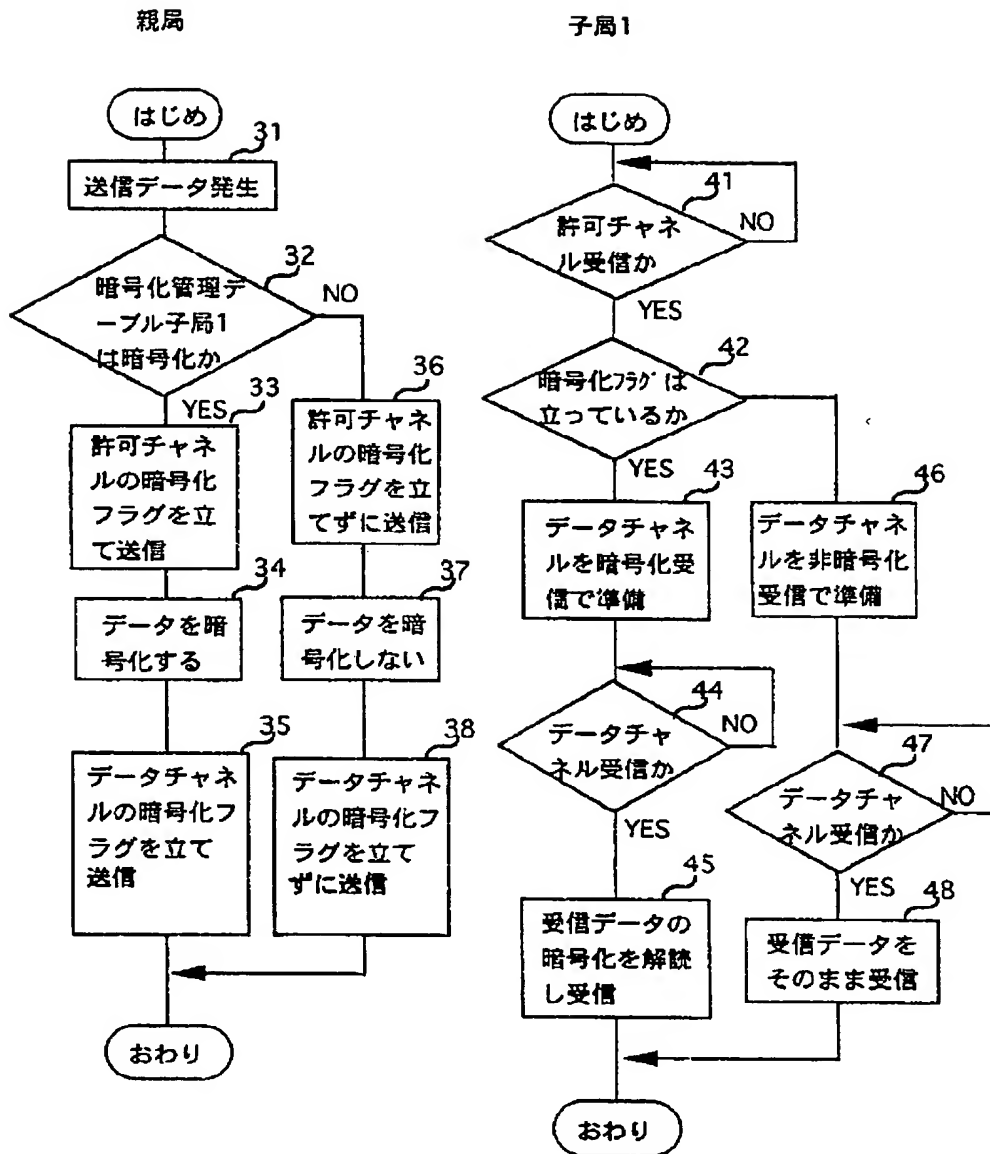 親局
はじめ
31
送信データ発生
32
暗号化管理デ
ーブル子局1
は暗号化か
NO
YES
33
許可チャネ
ルの暗号化
フラグを立
て送信
34
データを暗
号化する
35
データチャネ
ルの暗号化フ
ラグを立て
送信
36
許可チャネ
ルの暗号化
フラグを立
てずに送信
37
データを暗
号化しない
38
データチャネ
ルの暗号化フ
ラグを立て
ずに送信
おわり
子局1
はじめ
41
許可チャネ
ル受信か
NO
YES
42
暗号化フラグは
立っているか
YES
43
データチャネ
ルを暗号化受
信で準備
44
データチャ
ネル受信か
NO
YES
45
受信データの
暗号化を解読
し受信
46
データチャネ
ルを非暗号化
受信で準備
47
データチャ
ネル受信か
NO
YES
48
受信データを
そのまま受信
おわり